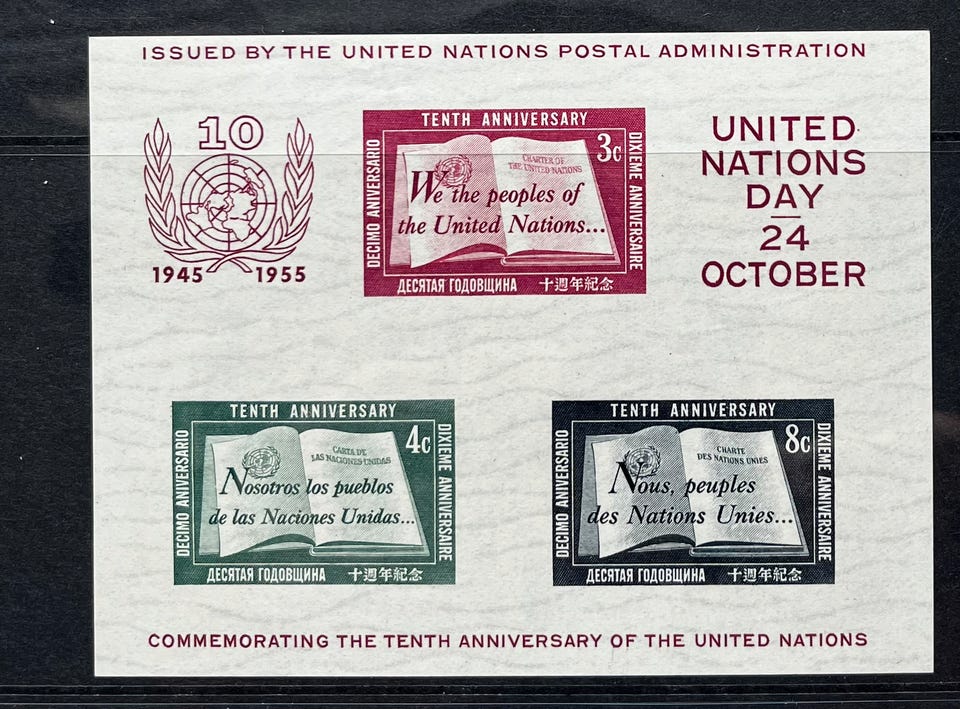 ISSUED BY THE UNITED NATIONS POSTAL ADMINISTRATION
10
1945 1955
TENTH ANNIVERSARY
3c
DECIMO ANIVERSARIO
CHARTER OF
THE UNITED NATIONS
We the peoples of
the United Nations...
DIXIEME ANNIVERSAIRE
ДЕСЯТАЯ ГОДОВЩИНА 十週年紀念
UNITED
NATIONS
DAY
24
OCTOBER
TENTH ANNIVERSARY
4c
DECIMO ANIVERSARIO
CARTA DE
LAS NACIONES UNIDAS
Nosotros los pueblos
de las Naciones Unidas...
DIXIEME ANNIVERSAIRE
ДЕСЯТАЯ ГОДОВЩИНА 十週年紀念
TENTH ANNIVERSARY
8c
DECIMO ANIVERSARIO
CHARTE
DES NATIONS UNIES
Nous, peuples
des Nations Unies...
DIXIEME ANNIVERSAIRE
ДЕСЯТАЯ ГОДОВЩИНА 十週年紀念
COMMEMORATING THE TENTH ANNIVERSARY OF THE UNITED NATIONS